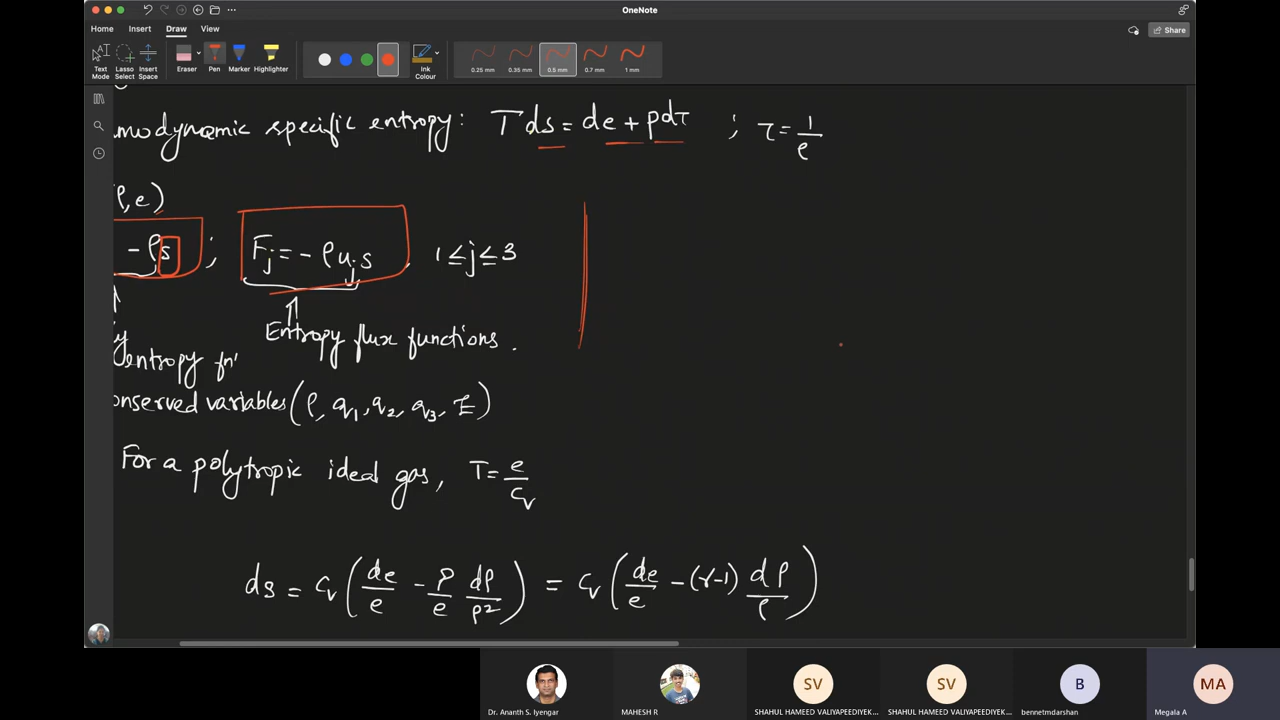 OneNote
Home Insert Draw View
Share
Text Mode Lasso Select Insert Space Eraser Pen Marker Highlighter Ink Colour 0.25 mm 0.35 mm 0.5 mm 0.7 mm 1 mm
modynamic specific entropy: Tds = de + pdτ ; τ = 1/ρ
(ρ, e)
- ρs ; Fj = - ρ uj s , 1 ≤ j ≤ 3
Entropy flux functions.
entropy fn
onserved variables (ρ, q1, q2, q3, E)
For a polytropic ideal gas, T = e/cv
ds = cv (de/e - p/e dρ/ρ²) = cv (de/e - (γ-1) dρ/ρ)
Dr. Ananth S. Iyengar MAHESH R SV SHAHUL HAMEED VALIYAPEEDIYEK... SV SHAHUL HAMEED VALIYAPEEDIYEK... B bennetmdarshan MA Megala A